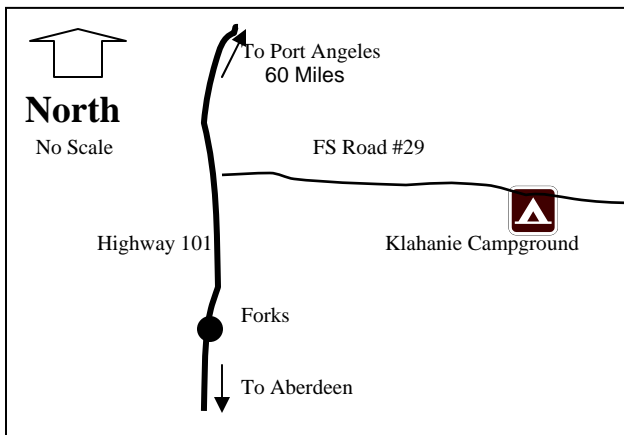 To Port Angeles
60 Miles
North
No Scale
FS Road #29
Highway 101
Klahanie Campground
Forks
To Aberdeen